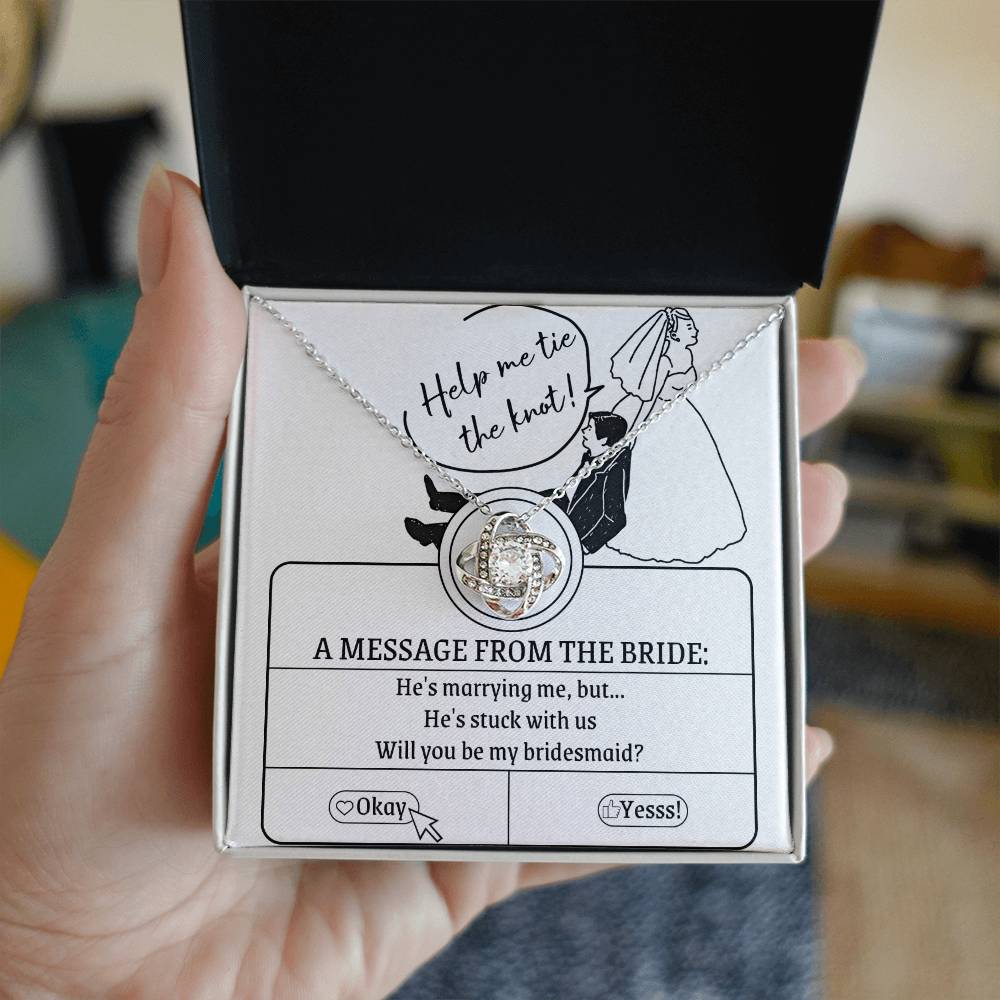 Help me tie
the knot!
A MESSAGE FROM THE BRIDE:
He's marrying me, but...
He's stuck with us
Will you be my bridesmaid?
Okay
Yesss!